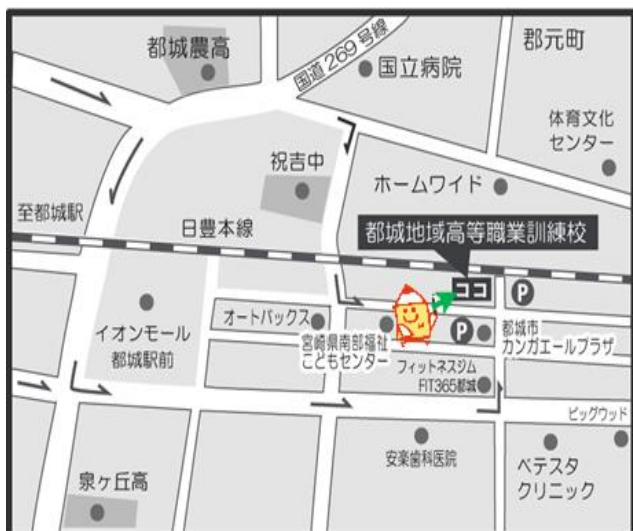 都城農高
国道269号線
国立病院
郡元町
体育文化
センター
祝吉中
ホームワイド
至都城駅
日豊本線
都城地域高等職業訓練校
ココ
P
イオンモール
都城駅前
オートバックス
宮崎県南部福祉
こどもセンター
P
都城市
カンガエールプラザ
フィットネスジム
FIT365都城
ビッグウッド
安楽歯科医院
ベテスタ
クリニック
泉ヶ丘高